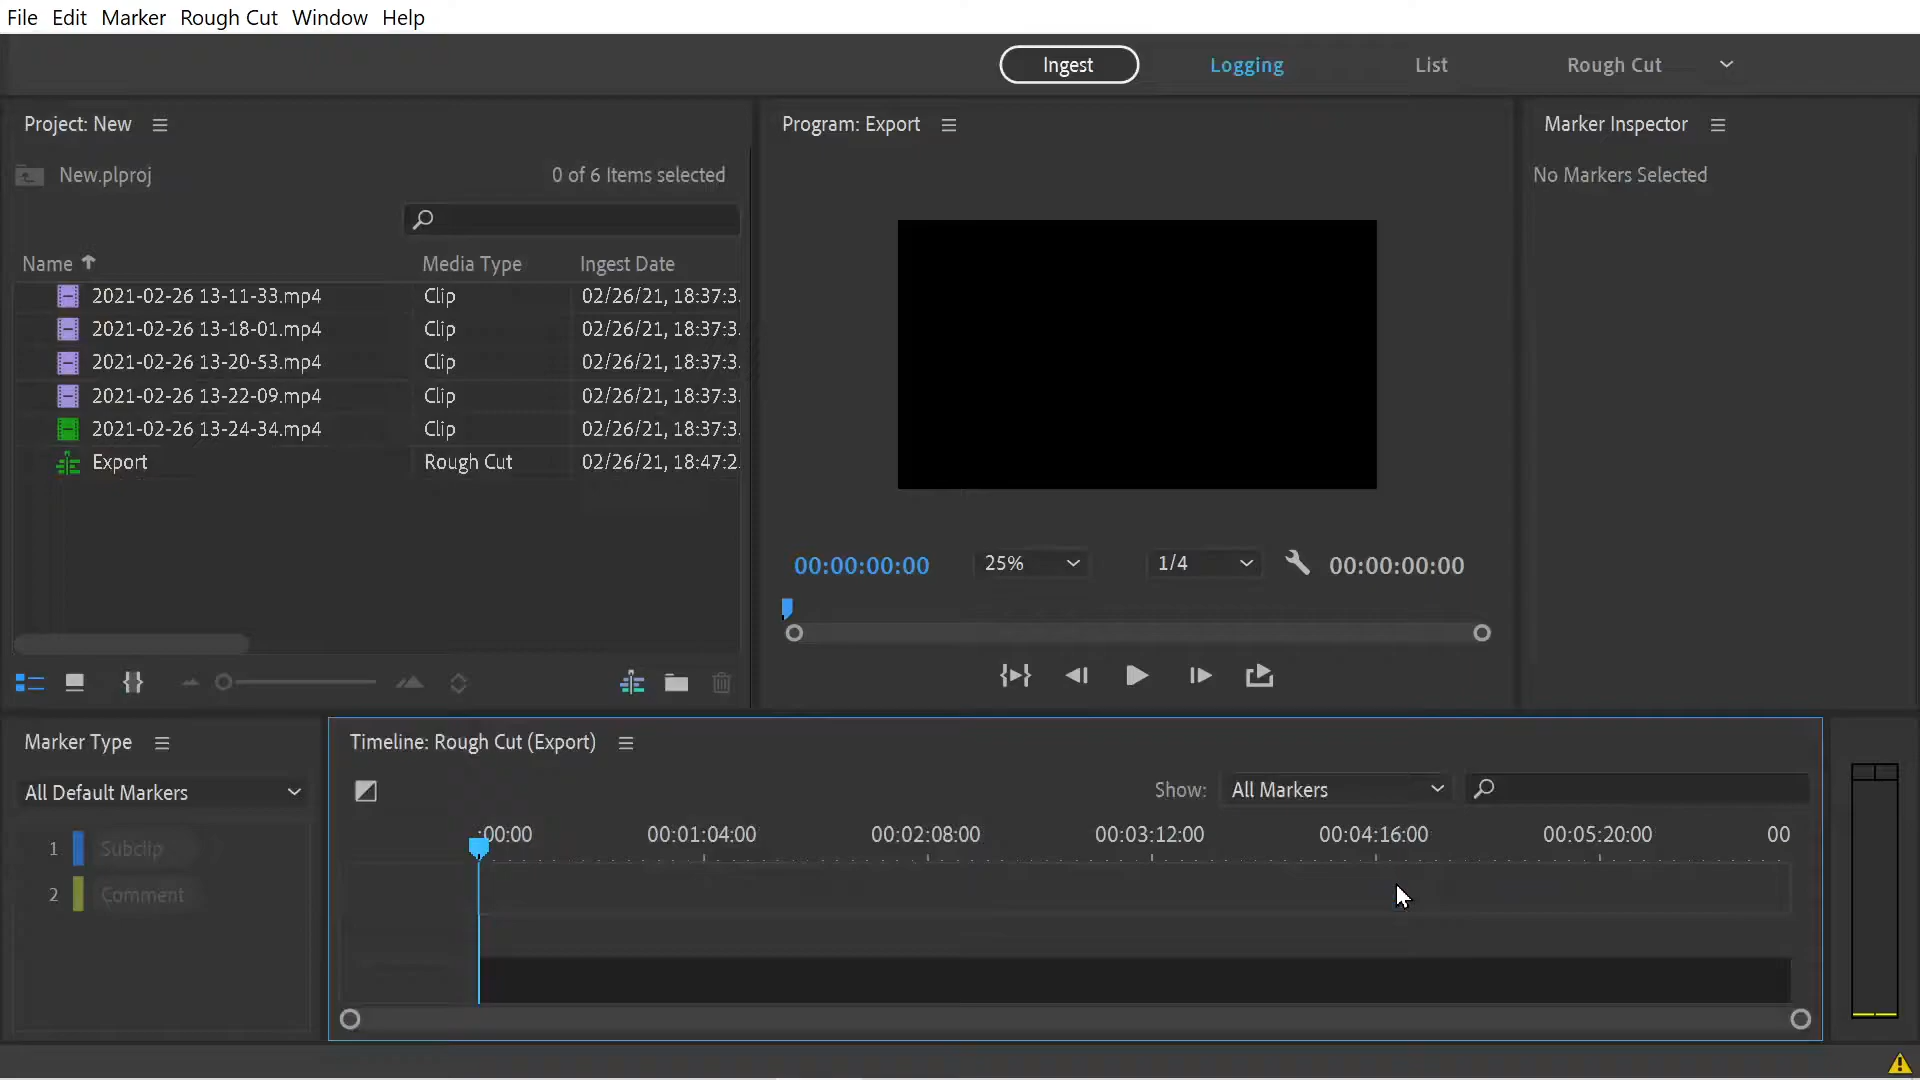 File Edit Marker Rough Cut Window Help
Ingest Logging List Rough Cut
Project: New
New.plproj 0 of 6 Items selected
Name Media Type Ingest Date
2021-02-26 13-11-33.mp4 Clip 02/26/21, 18:37:3.
2021-02-26 13-18-01.mp4 Clip 02/26/21, 18:37:3.
2021-02-26 13-20-53.mp4 Clip 02/26/21, 18:37:3.
2021-02-26 13-22-09.mp4 Clip 02/26/21, 18:37:3.
2021-02-26 13-24-34.mp4 Clip 02/26/21, 18:37:3.
Export Rough Cut 02/26/21, 18:47:2.
Program: Export
00:00:00:00 25% 1/4 00:00:00:00
Marker Inspector
No Markers Selected
Marker Type
All Default Markers
1 Subclip
2 Comment
Timeline: Rough Cut (Export)
Show: All Markers
:00:00 00:01:04:00 00:02:08:00 00:03:12:00 00:04:16:00 00:05:20:00 00